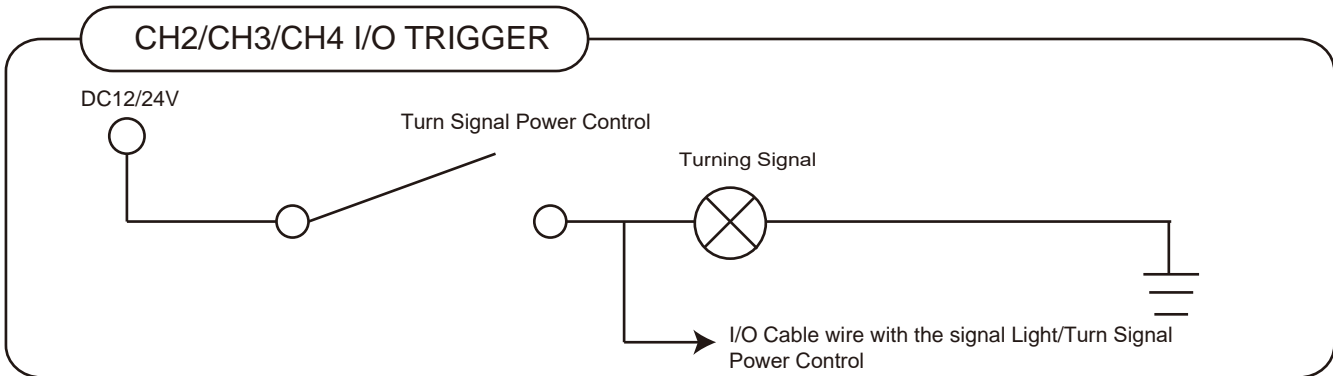 CH2/CH3/CH4 I/O TRIGGER
DC12/24V
Turn Signal Power Control
Turning Signal
I/O Cable wire with the signal Light/Turn Signal
Power Control